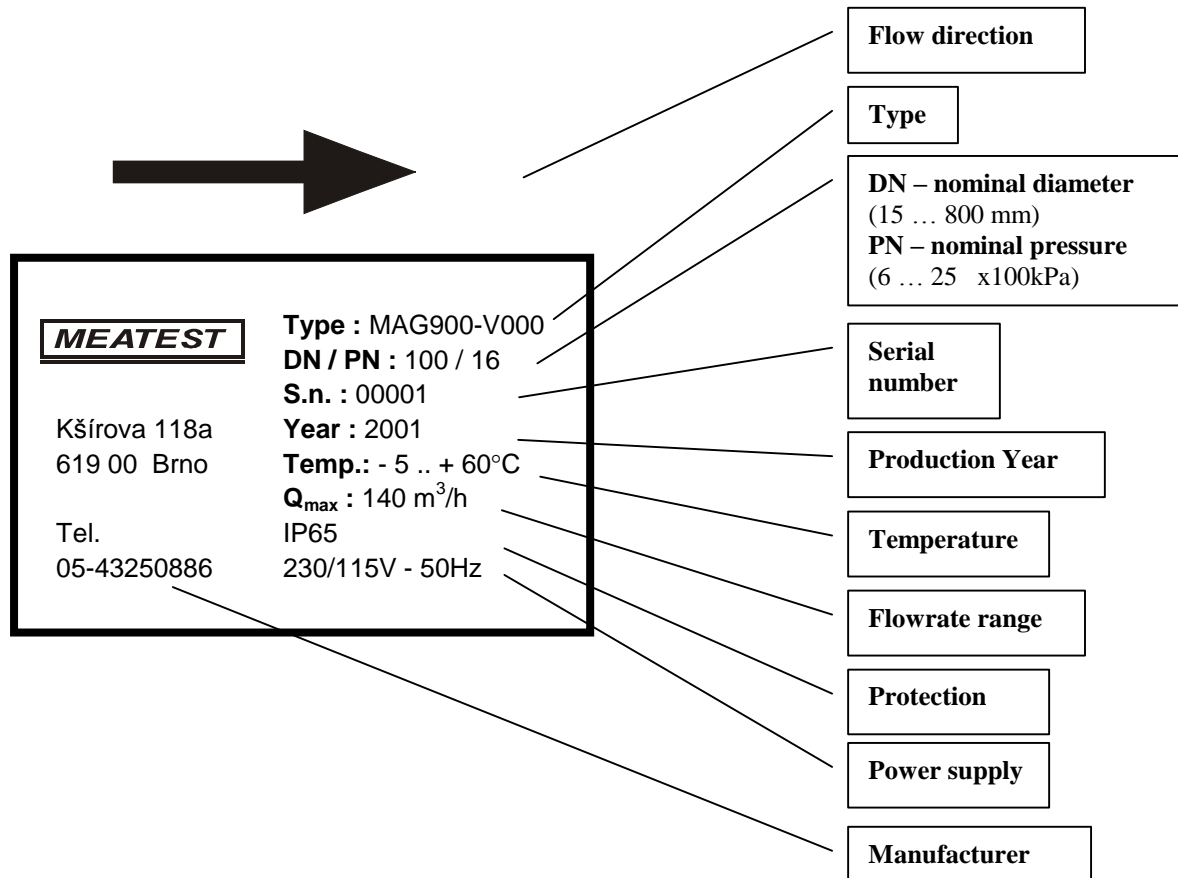 Flow direction
Type
DN – nominal diameter
(15 … 800 mm)
PN – nominal pressure
(6 … 25 x100kPa)
Serial
number
Production Year
Temperature
Flowrate range
Protection
Power supply
Manufacturer
MEATEST
Kšírova 118a
619 00 Brno
Tel.
05-43250886
Type : MAG900-V000
DN / PN : 100 / 16
S.n. : 00001
Year : 2001
Temp.: - 5 .. + 60°C
Qmax : 140 m³/h
IP65
230/115V - 50Hz